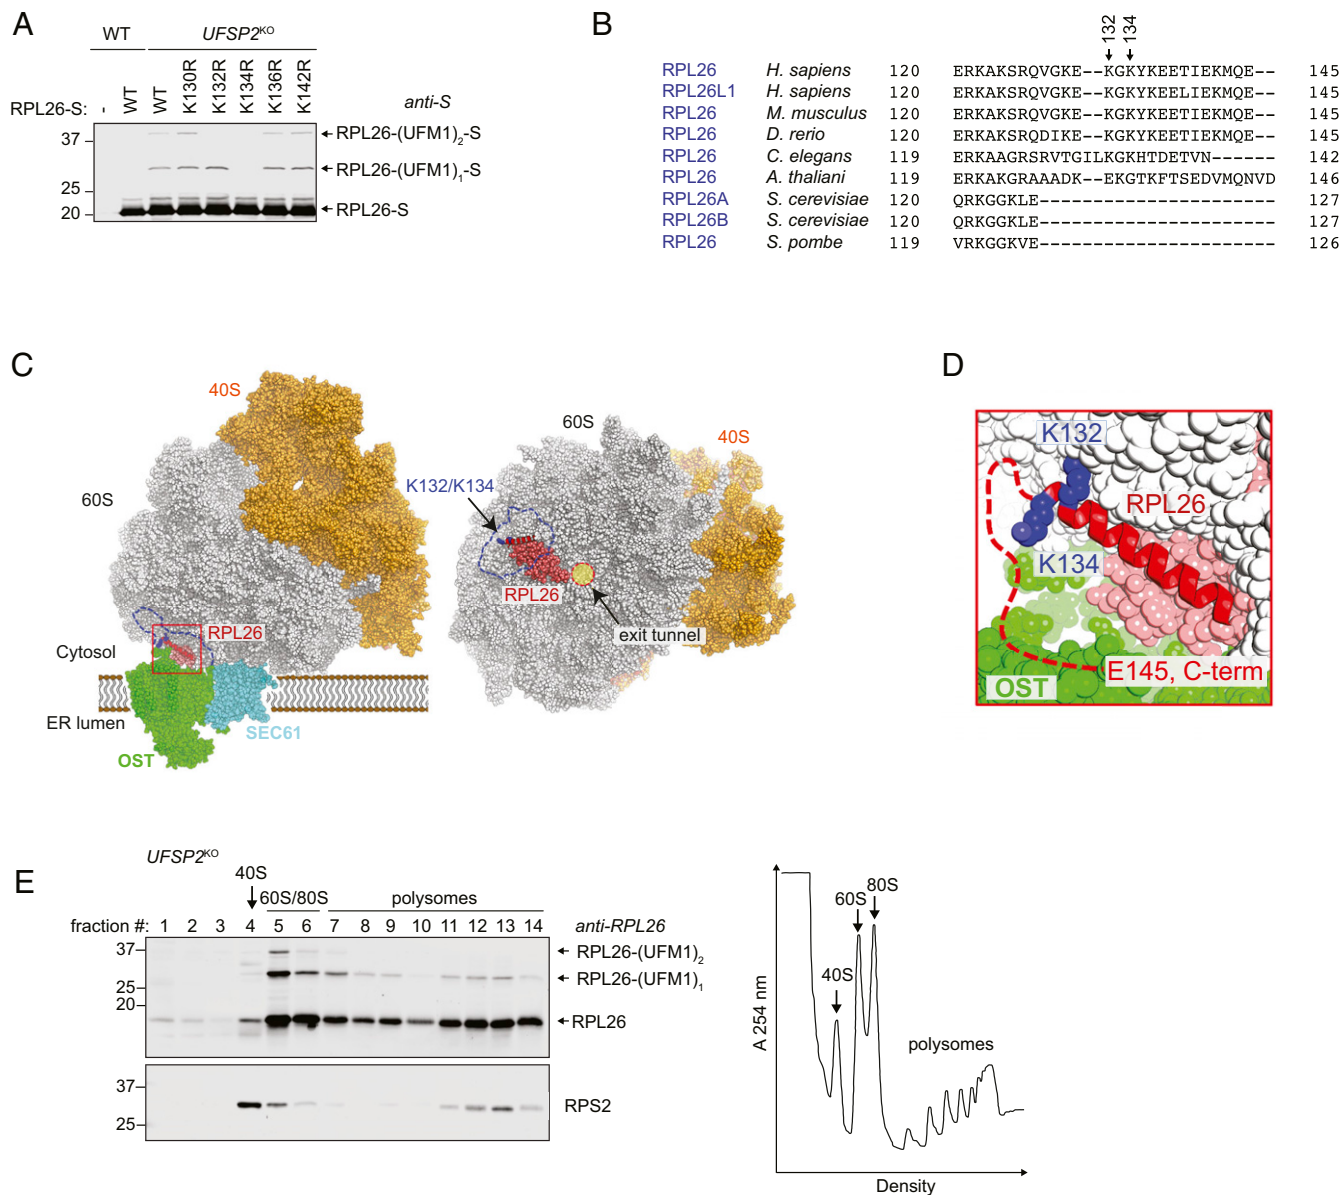 A
WT
UFSP2KO
RPL26-S:
-
WT
WT
K130R
K132R
K134R
K136R
K142R
anti-S
37
25
20
RPL26-(UFM1)2-S
RPL26-(UFM1)1-S
RPL26-S
B
132
134
RPL26 H. sapiens 120 ERKAKSRQVGKE--KGKYKEETIEKMQE-- 145
RPL26L1 H. sapiens 120 ERKAKSRQVGKE--KGKYKEELIEKMQE-- 145
RPL26 M. musculus 120 ERKAKSRQVGKE--KGKYKEETIEKMQE-- 145
RPL26 D. rerio 120 ERKAKSRQDIKE--KGKYKEETIEKMQE-- 145
RPL26 C. elegans 119 ERKAAGRSRVTGILKGKHTDETVN------ 142
RPL26 A. thaliani 119 ERKAKGRAAADK--EKGTKFTSEDVMQNVD 146
RPL26A S. cerevisiae 120 QRKGGKLE---------------------- 127
RPL26B S. cerevisiae 120 QRKGGKLE---------------------- 127
RPL26 S. pombe 119 VRKGGKVE---------------------- 126
C
40S
60S
RPL26
Cytosol
ER lumen
SEC61
OST
60S
40S
K132/K134
RPL26
exit tunnel
D
K132
RPL26
K134
E145, C-term
OST
E
UFSP2KO
40S
60S/80S
polysomes
fraction #: 1 2 3 4 5 6 7 8 9 10 11 12 13 14
anti-RPL26
37
25
20
RPL26-(UFM1)2
RPL26-(UFM1)1
RPL26
37
25
RPS2
A 254 nm
40S
60S
80S
polysomes
Density